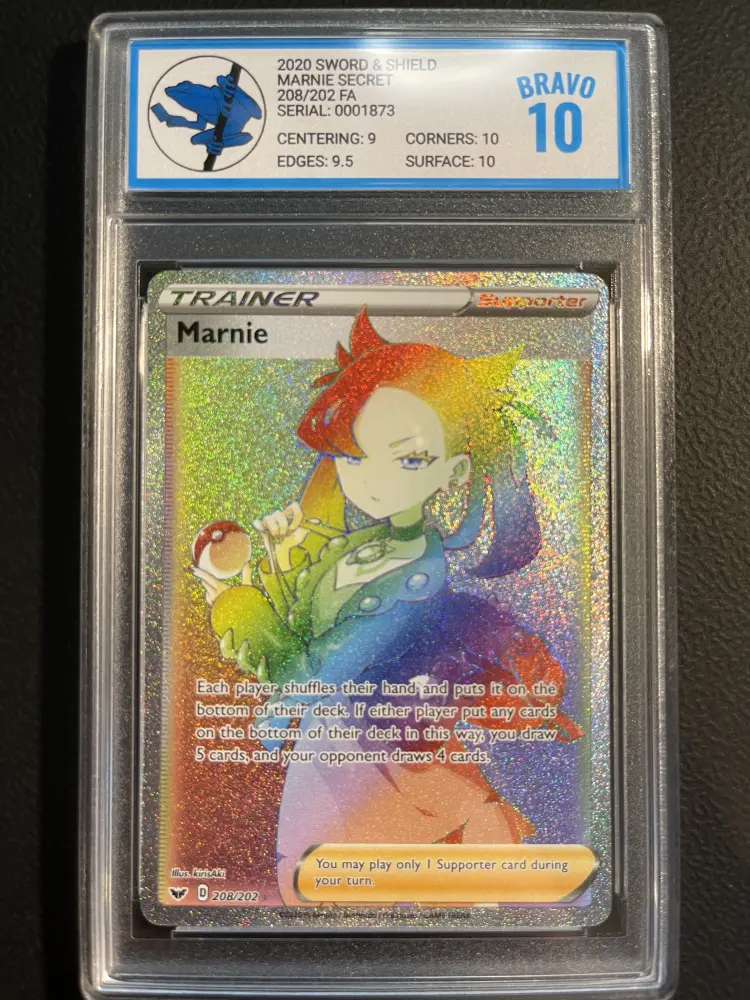 2020 SWORD & SHIELD
MARNIE SECRET
208/202 FA
SERIAL: 0001873
CENTERING: 9 CORNERS: 10
EDGES: 9.5 SURFACE: 10
BRAVO
10
TRAINER Supporter
Marnie
Each player shuffles their hand and puts it on the
bottom of their deck. If either player put any cards
on the bottom of their deck in this way, you draw
5 cards, and your opponent draws 4 cards.
You may play only 1 Supporter card during
your turn.
Illus. kirisAki
D 208/202